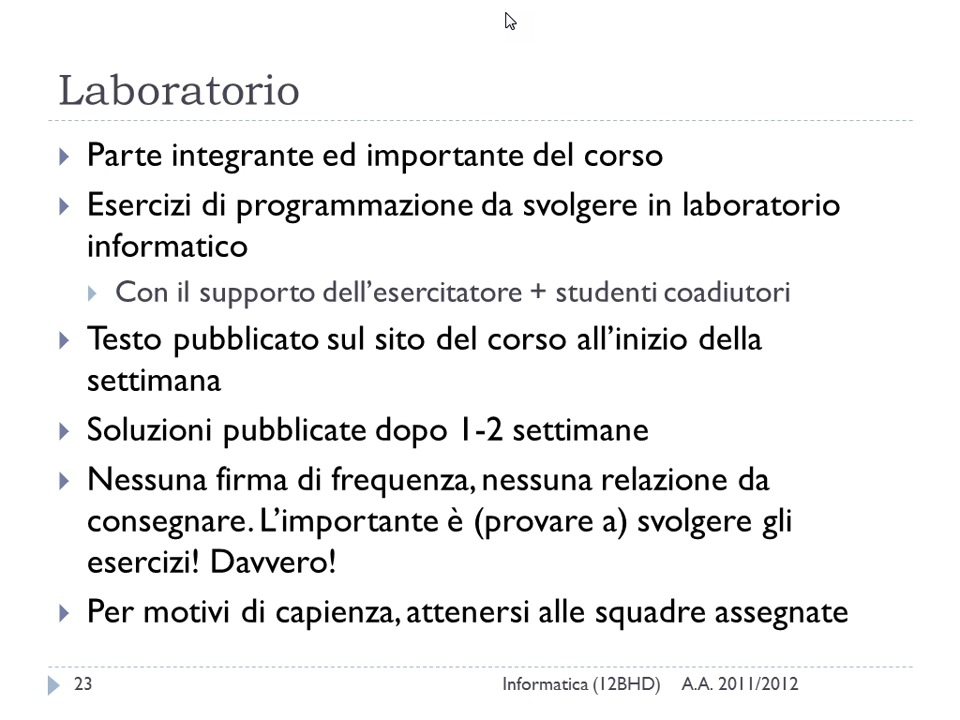 Laboratorio
Parte integrante ed importante del corso
Esercizi di programmazione da svolgere in laboratorio
informatico
Con il supporto dell’esercitatore + studenti coadiutori
Testo pubblicato sul sito del corso all’inizio della
settimana
Soluzioni pubblicate dopo 1-2 settimane
Nessuna firma di frequenza, nessuna relazione da
consegnare. L’importante è (provare a) svolgere gli
esercizi! Davvero!
Per motivi di capienza, attenersi alle squadre assegnate
23 Informatica (12BHD) A.A. 2011/2012